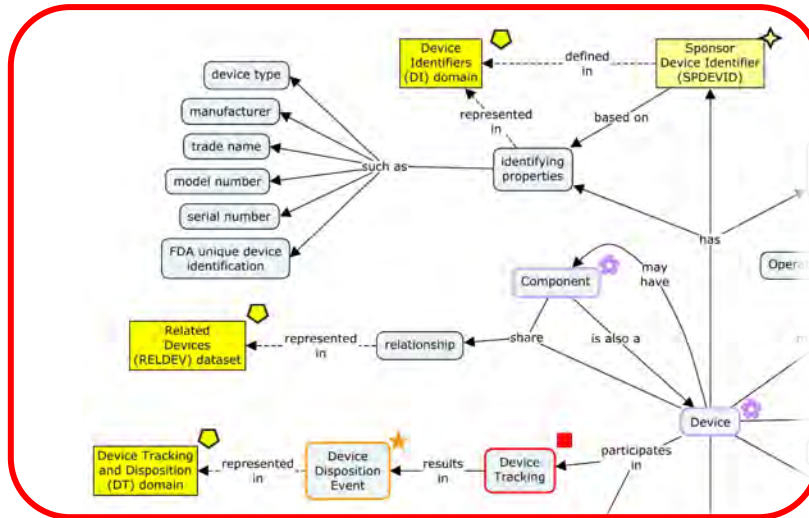 Device
Identifiers
(DI) domain
defined
in
Sponsor
Device Identifier
(SPDEVID)
device type
manufacturer
trade name
model number
serial number
FDA unique device
identification
such as
represented
in
based on
identifying
properties
has
Component
may
have
Related
Devices
(RELDEV) dataset
represented
in
relationship
share
is also a
Device
Device Tracking
and Disposition
(DT) domain
represented
in
Device
Disposition
Event
results
in
Device
Tracking
participates
in